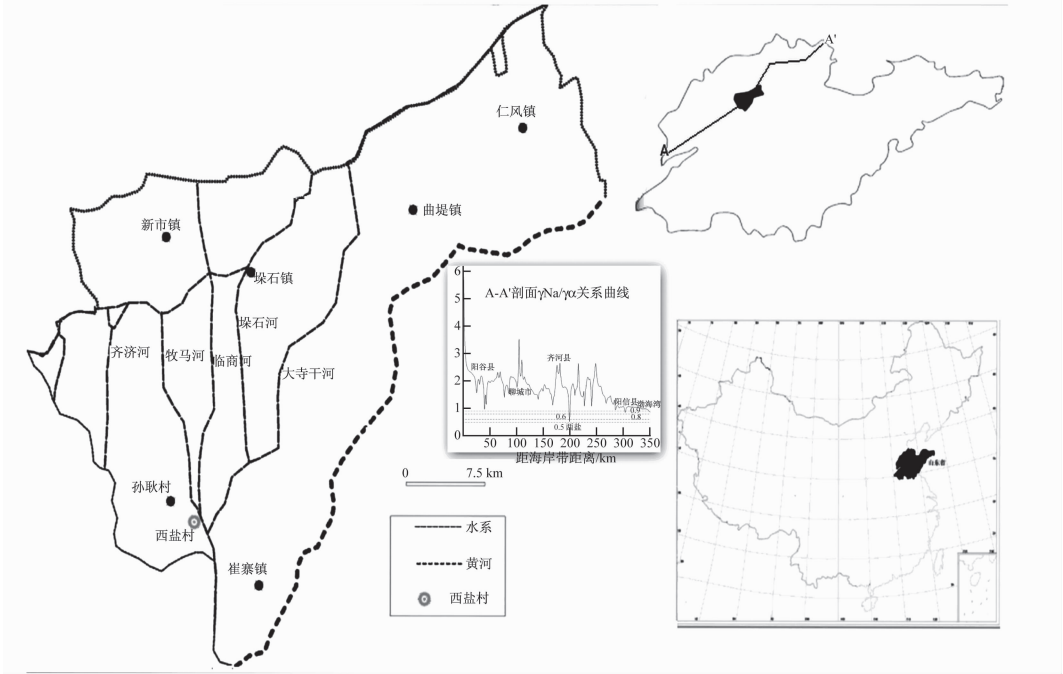 仁风镇
曲堤镇
新市镇
垛石镇
垛石河
齐济河
牧马河
临商河
大寺干河
孙耿村
西盐村
崔寨镇
A'
A
A-A'剖面γNa/γα关系曲线
6
5
4
3
2
1
0
阳谷县
聊城市
齐河县
阳信县
渤海湾
0.9
0.8
0.6
0.5 西盐
50 100 150 200 250 300 350
距海岸带距离/km
0 7.5 km
水系
黄河
西盐村
山东省